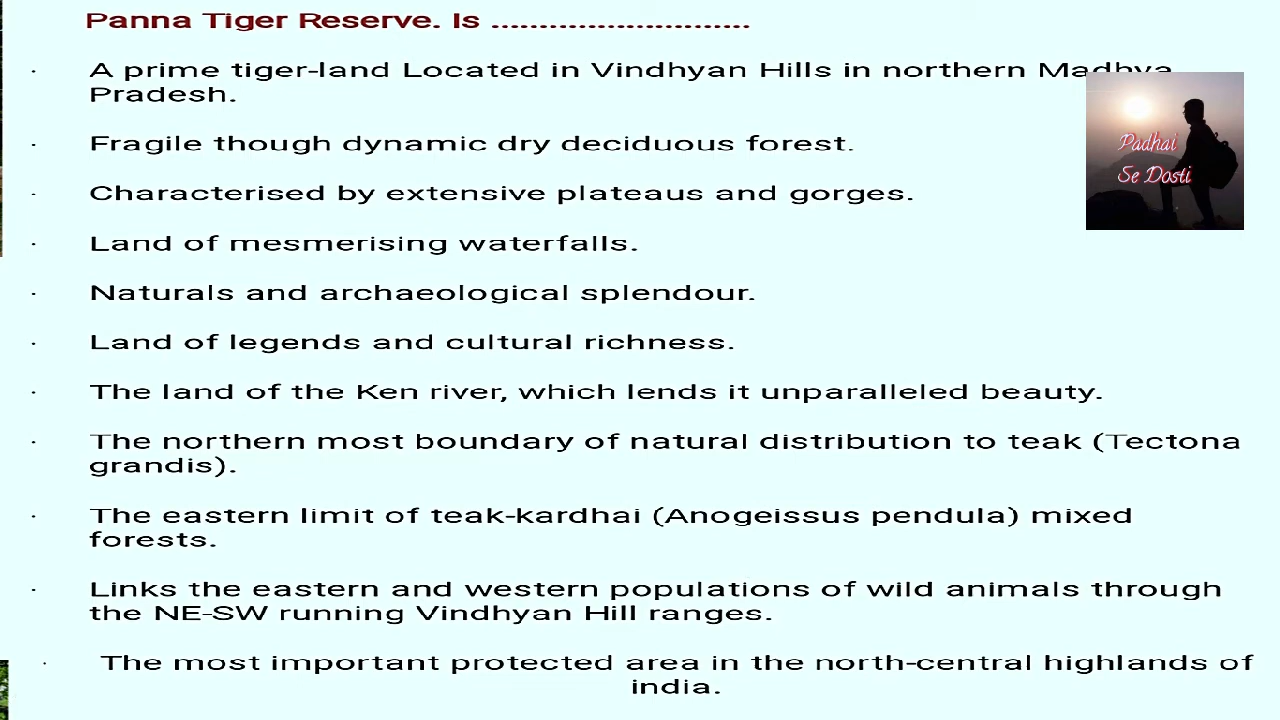 Panna Tiger Reserve. Is ...........................
· A prime tiger-land Located in Vindhyan Hills in northern Madhya
Pradesh.
· Fragile though dynamic dry deciduous forest.
· Characterised by extensive plateaus and gorges.
· Land of mesmerising waterfalls.
· Naturals and archaeological splendour.
· Land of legends and cultural richness.
· The land of the Ken river, which lends it unparalleled beauty.
· The northern most boundary of natural distribution to teak (Tectona
grandis).
· The eastern limit of teak-kardhai (Anogeissus pendula) mixed
forests.
· Links the eastern and western populations of wild animals through
the NE-SW running Vindhyan Hill ranges.
· The most important protected area in the north-central highlands of
india.
Padhai
Se Dosti